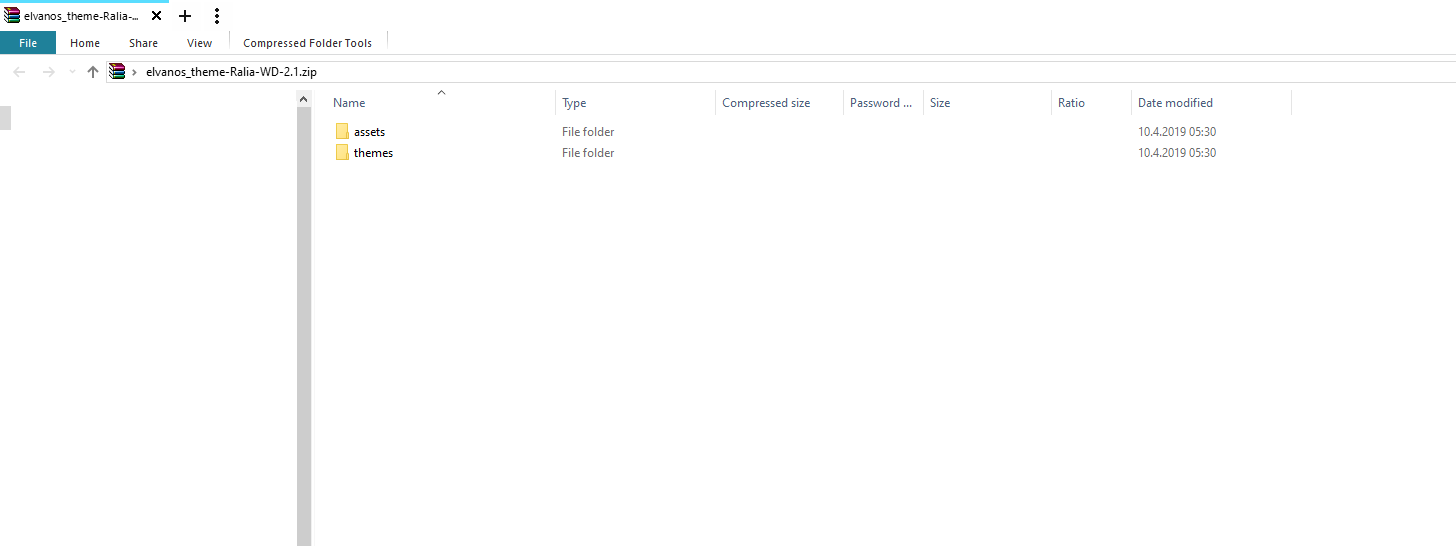 elvanos_theme-Ralia-...
File Home Share View Compressed Folder Tools
elvanos_theme-Ralia-WD-2.1.zip
Name Type Compressed size Password ... Size Ratio Date modified
assets File folder 10.4.2019 05:30
themes File folder 10.4.2019 05:30